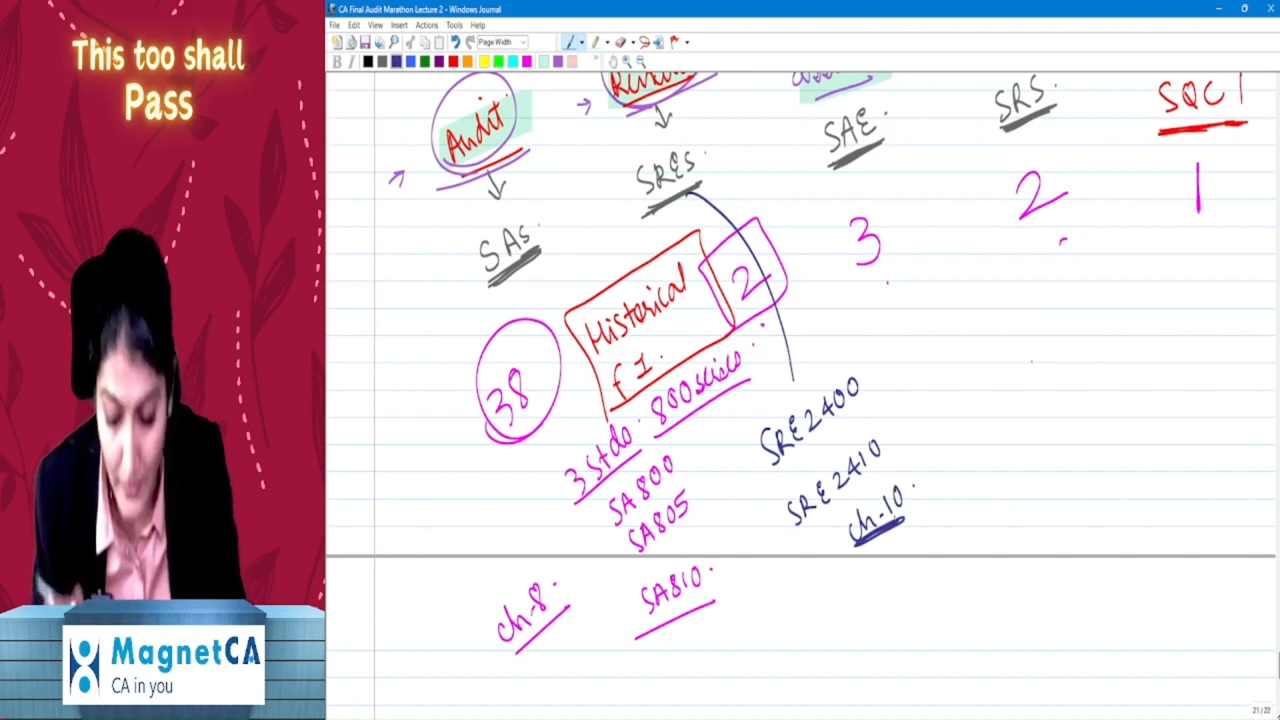 This too shall
Pass
CA Final Audit Marathon Lecture 2 - Windows Journal
File Edit View Insert Actions Tools Help
Page Width
B I
Audit
SAs.
38
SREs.
Historical
f I.
2
3 Stds. 800 series.
SA 800
SA 805
SA 810.
ch-8.
SRE 2400
SRE 2410
ch-10.
SAE.
3
SRS.
2
SQC 1
1
MagnetCA
CA in you
21 / 22